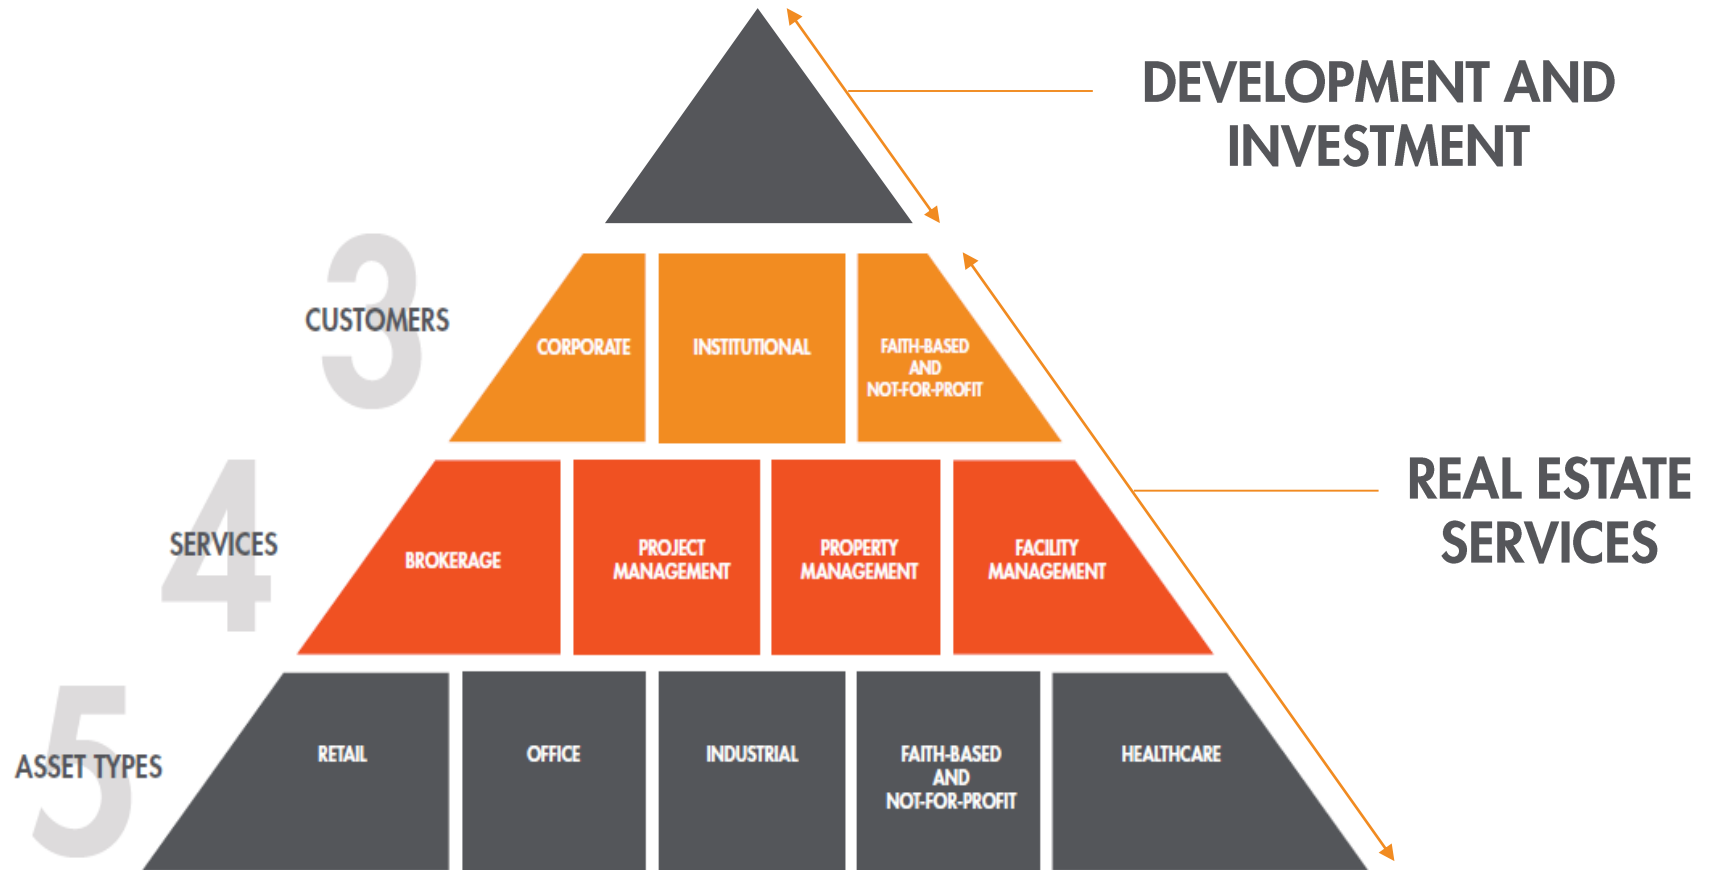 DEVELOPMENT AND
INVESTMENT
3
CUSTOMERS
CORPORATE
INSTITUTIONAL
FAITH-BASED
AND
NOT-FOR-PROFIT
REAL ESTATE
SERVICES
4
SERVICES
BROKERAGE
PROJECT
MANAGEMENT
PROPERTY
MANAGEMENT
FACILITY
MANAGEMENT
5
ASSET TYPES
RETAIL
OFFICE
INDUSTRIAL
FAITH-BASED
AND
NOT-FOR-PROFIT
HEALTHCARE